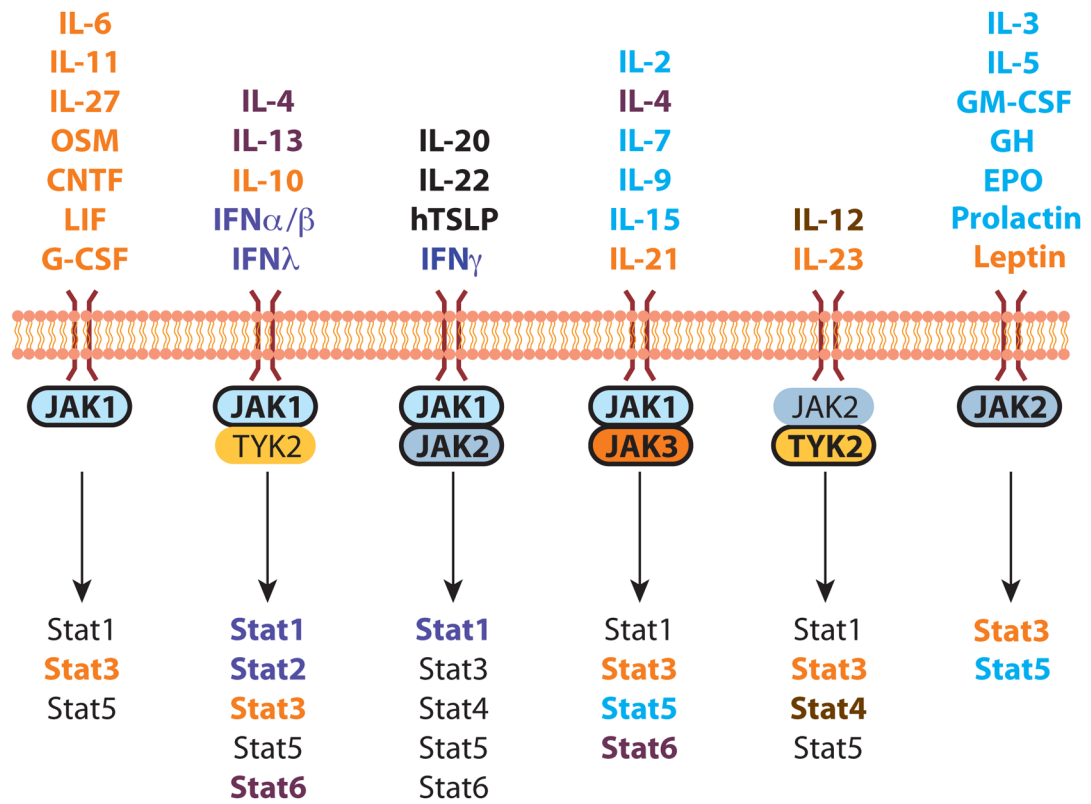 IL-6
IL-11
IL-27
OSM
CNTF
LIF
G-CSF
JAK1
Stat1
Stat3
Stat5
IL-4
IL-13
IL-10
IFNα/β
IFNλ
JAK1
TYK2
Stat1
Stat2
Stat3
Stat5
Stat6
IL-20
IL-22
hTSLP
IFNγ
JAK1
JAK2
Stat1
Stat3
Stat4
Stat5
Stat6
IL-2
IL-4
IL-7
IL-9
IL-15
IL-21
JAK1
JAK3
Stat1
Stat3
Stat5
Stat6
IL-12
IL-23
JAK2
TYK2
Stat1
Stat3
Stat4
Stat5
IL-3
IL-5
GM-CSF
GH
EPO
Prolactin
Leptin
JAK2
Stat3
Stat5